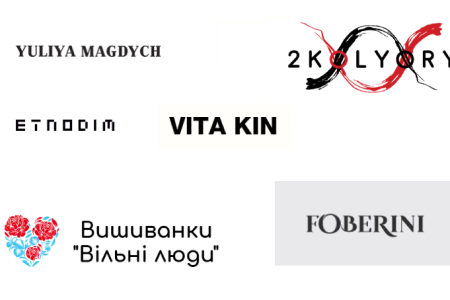 YULIYA MAGDYCH
2KOLYORY
ETNODIM
VITA KIN
Вишиванки
"Вільні люди"
FOBERINI